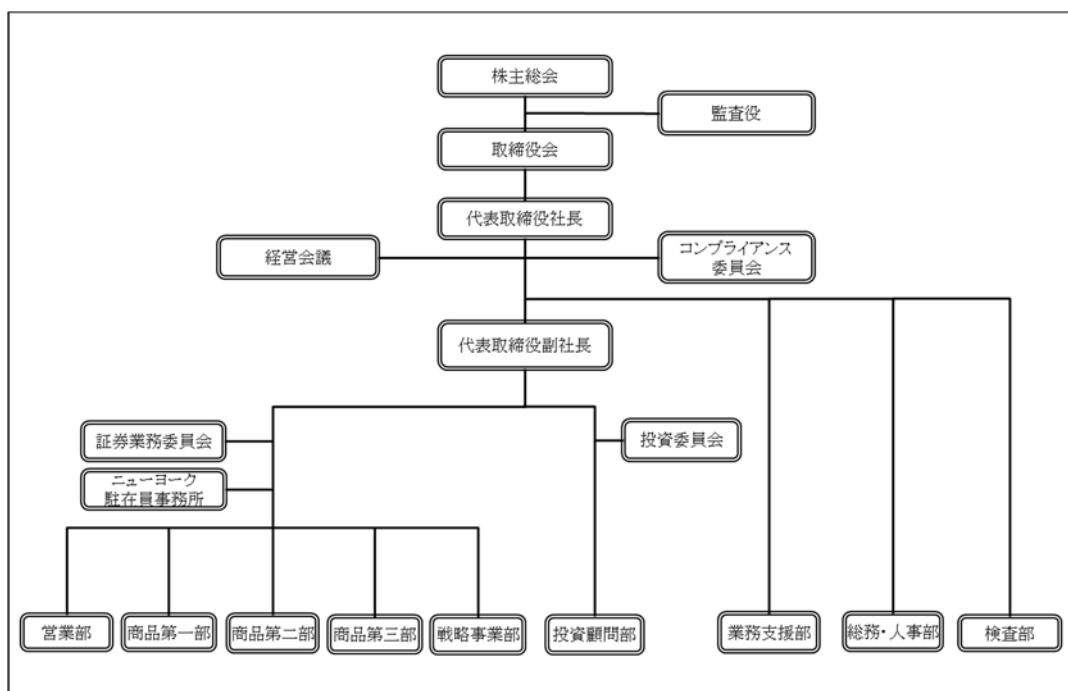 株主総会
監査役
取締役会
代表取締役社長
経営会議
コンプライアンス
委員会
代表取締役副社長
証券業務委員会
投資委員会
ニューヨーク
駐在員事務所
営業部
商品第一部
商品第二部
商品第三部
戦略事業部
投資顧問部
業務支援部
総務・人事部
検査部